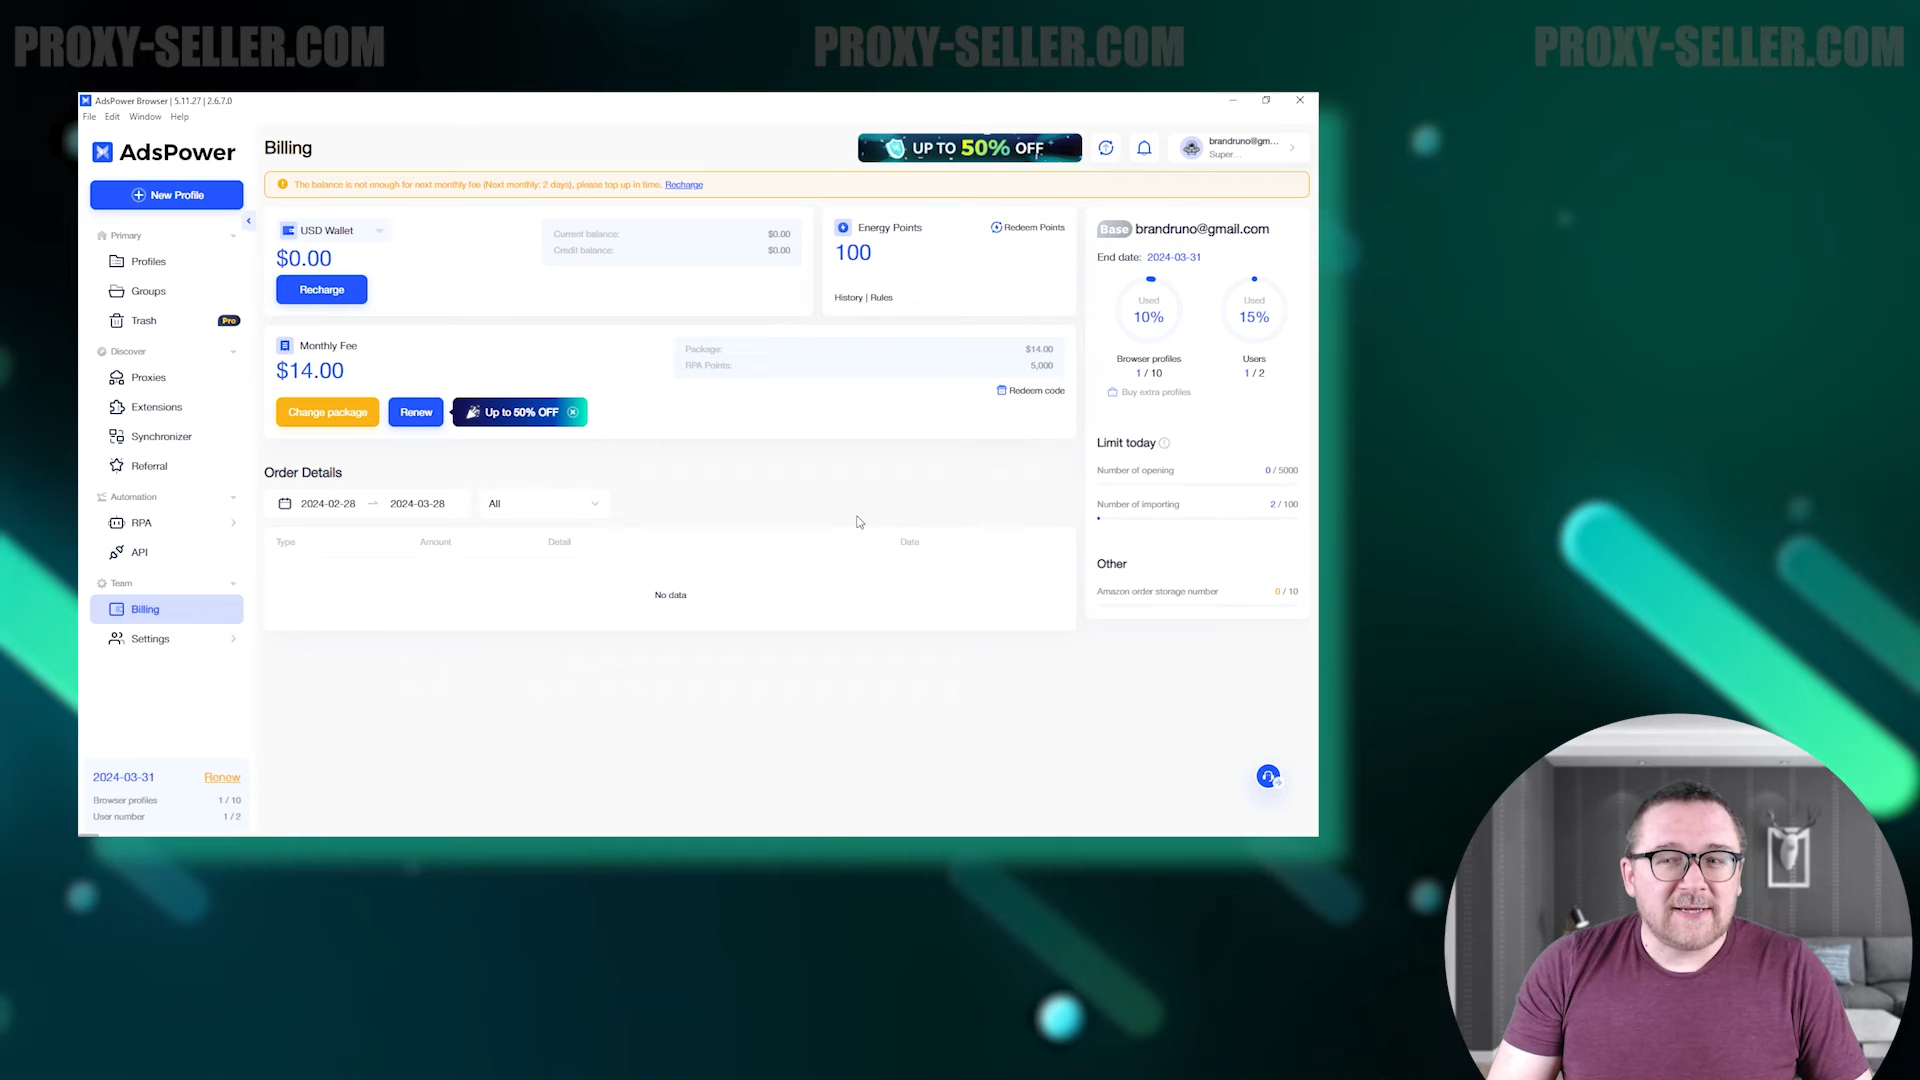 PROXY-SELLER.COM PROXY-SELLER.COM PROXY-SELLER.COM
AdsPower Browser | 5.11.27 | 2.6.7.0
File Edit Window Help
AdsPower
New Profile
Primary
Profiles
Groups
Trash Pro
Discover
Proxies
Extensions
Synchronizer
Referral
Automation
RPA
API
Team
Billing
Settings
2024-03-31 Renew
Browser profiles 1 / 10
User number 1 / 2
Billing
UP TO 50% OFF
brandruno@gm...
Super...
The balance is not enough for next monthly fee (Next monthly: 2 days), please top up in time. Recharge
USD Wallet
$0.00
Recharge
Current balance: $0.00
Credit balance: $0.00
Energy Points Redeem Points
100
History | Rules
Monthly Fee
$14.00
Package: $14.00
RPA Points: 5,000
Redeem code
Change package Renew Up to 50% OFF
Order Details
2024-02-28 → 2024-03-28 All
Type Amount Detail Date
No data
Base brandruno@gmail.com
End date: 2024-03-31
Used Used
10% 15%
Browser profiles Users
1 / 10 1 / 2
Buy extra profiles
Limit today
Number of opening 0 / 5000
Number of importing 2 / 100
Other
Amazon order storage number 0 / 10